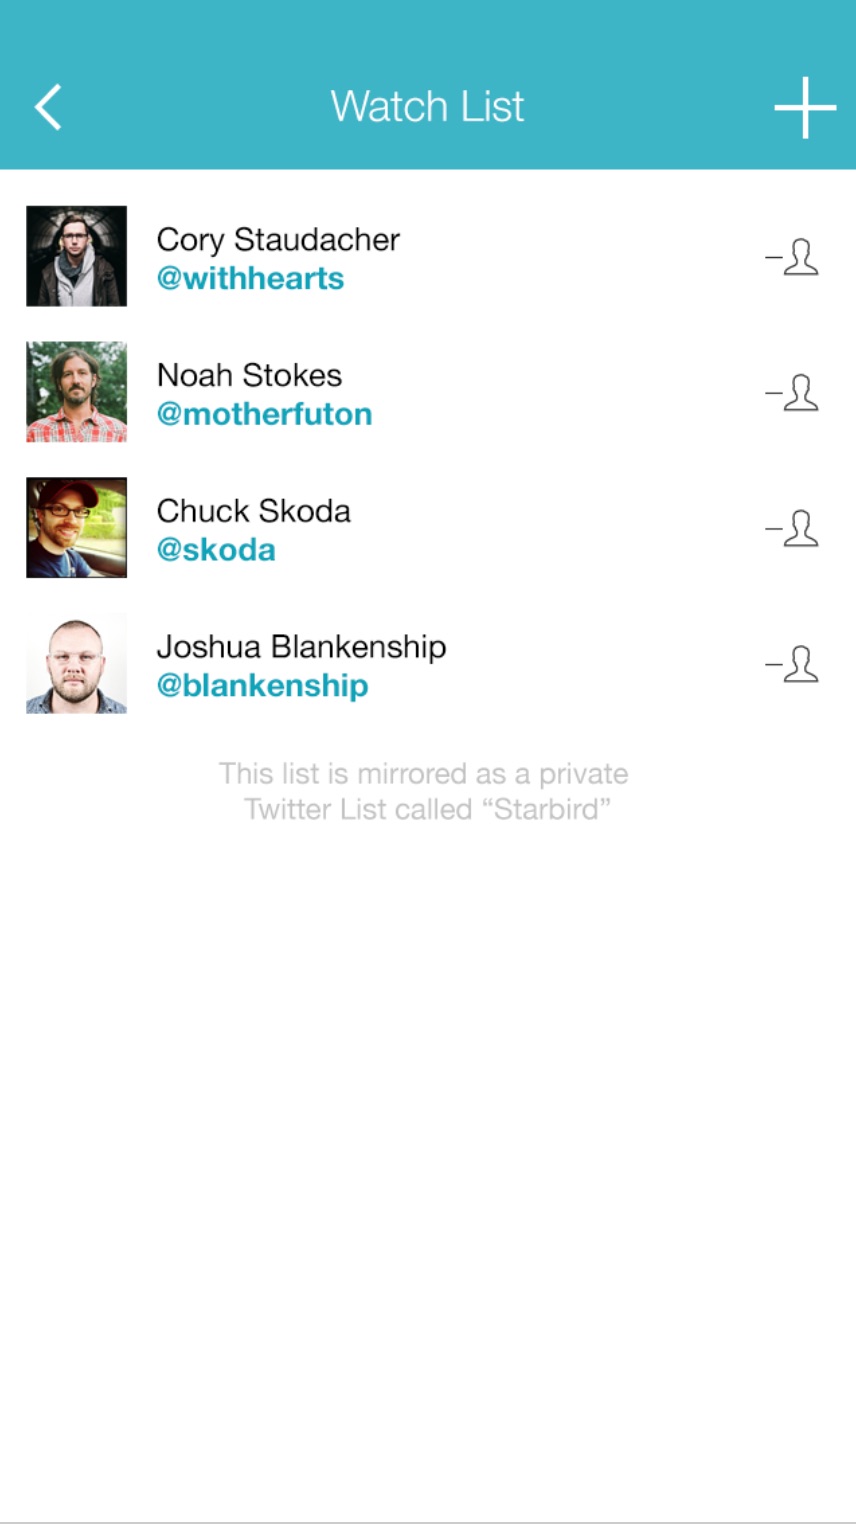 Watch List
Cory Staudacher
@withhearts
Noah Stokes
@motherfuton
Chuck Skoda
@skoda
Joshua Blankenship
@blankenship
This list is mirrored as a private
Twitter List called “Starbird”